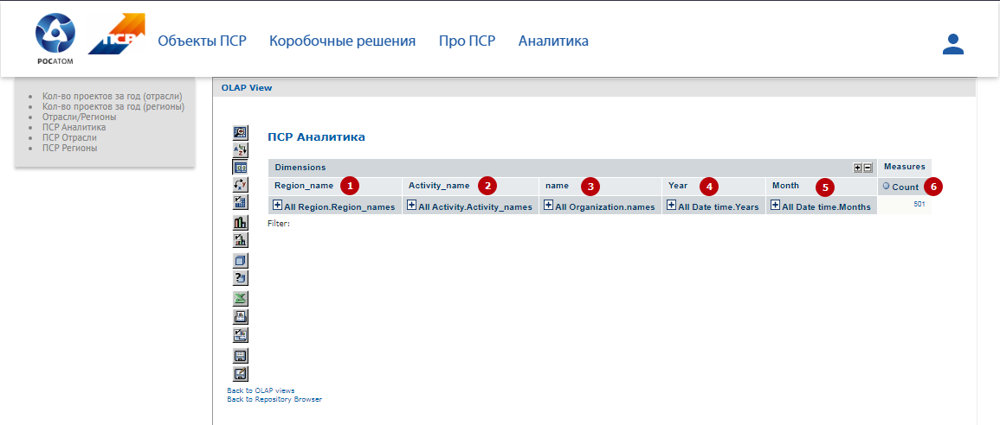 РОСАТОМ
ПСР
Объекты ПСР Коробочные решения Про ПСР Аналитика
Кол-во проектов за год (отрасли)
Кол-во проектов за год (регионы)
Отрасли/Регионы
ПСР Аналитика
ПСР Отрасли
ПСР Регионы
OLAP View
ПСР Аналитика
Dimensions Measures
Region_name 1 Activity_name 2 name 3 Year 4 Month 5 Count 6
All Region.Region_names All Activity.Activity_names All Organization.names All Date time.Years All Date time.Months 501
Filter:
Back to OLAP views
Back to Repository Browser